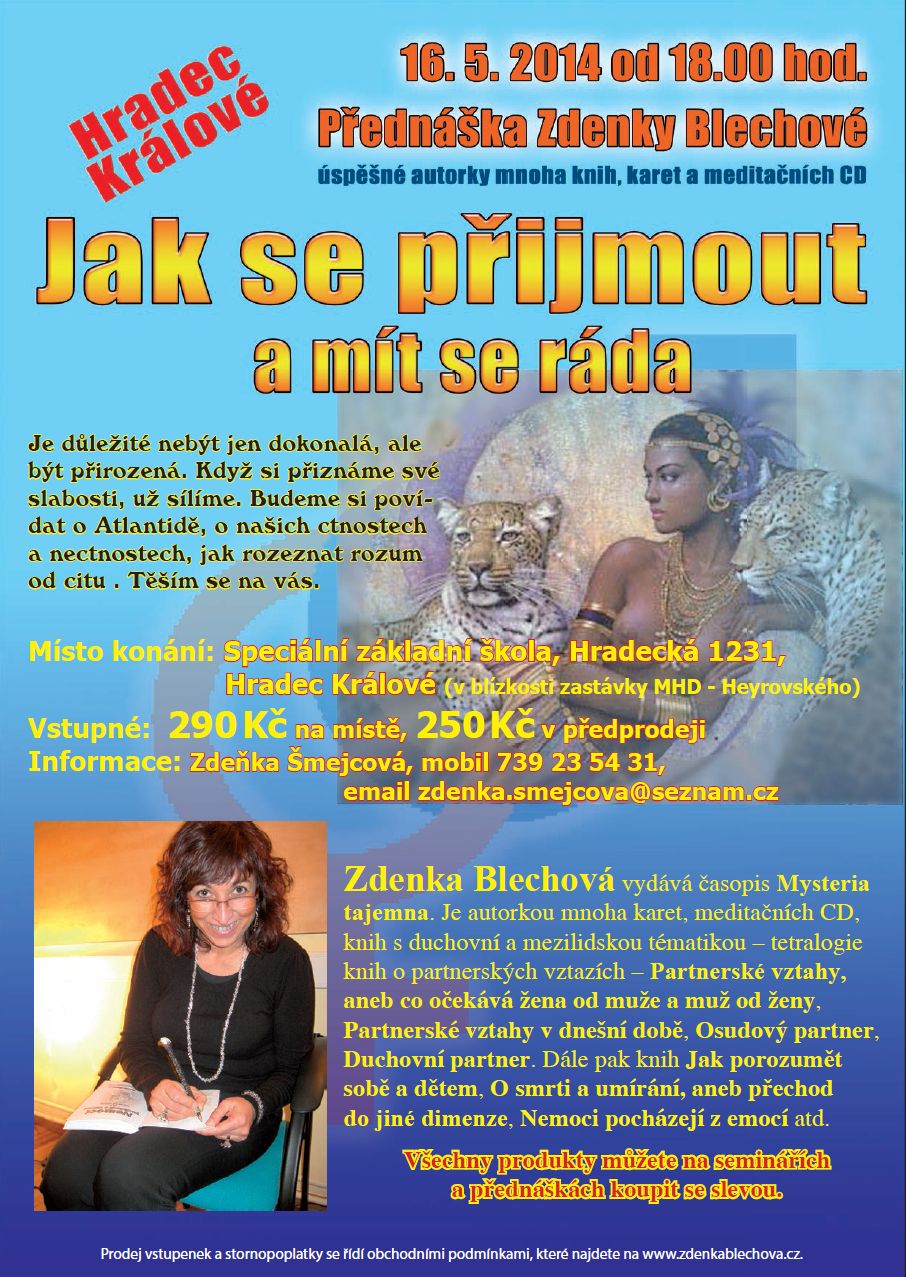 Hradec
Králové
16. 5. 2014 od 18.00 hod.
Přednáška Zdenky Blechové
úspěšné autorky mnoha knih, karet a meditačních CD
Jak se přijmout
a mít se ráda
Je důležité nebýt jen dokonalá, ale
být přirozená. Když si přiznáme své
slabosti, už sílíme. Budeme si poví-
dat o Atlantidě, o našich ctnostech
a nectnostech, jak rozeznat rozum
od citu . Těším se na vás.
Místo konání: Speciální základní škola, Hradecká 1231,
Hradec Králové (v blízkosti zastávky MHD - Heyrovského)
Vstupné: 290 Kč na místě, 250 Kč v předprodeji
Informace: Zdeňka Šmejcová, mobil 739 23 54 31,
email zdenka.smejcova@seznam.cz
Zdenka Blechová vydává časopis Mysteria
tajemna. Je autorkou mnoha karet, meditačních CD,
knih s duchovní a mezilidskou tématikou – tetralogie
knih o partnerských vztazích – Partnerské vztahy,
aneb co očekává žena od muže a muž od ženy,
Partnerské vztahy v dnešní době, Osudový partner,
Duchovní partner. Dále pak knih Jak porozumět
sobě a dětem, O smrti a umírání, aneb přechod
do jiné dimenze, Nemoci pocházejí z emocí atd.
Všechny produkty můžete na seminářích
a přednáškách koupit se slevou.
Prodej vstupenek a stornopoplatky se řídí obchodními podmínkami, které najdete na www.zdenkablechova.cz.